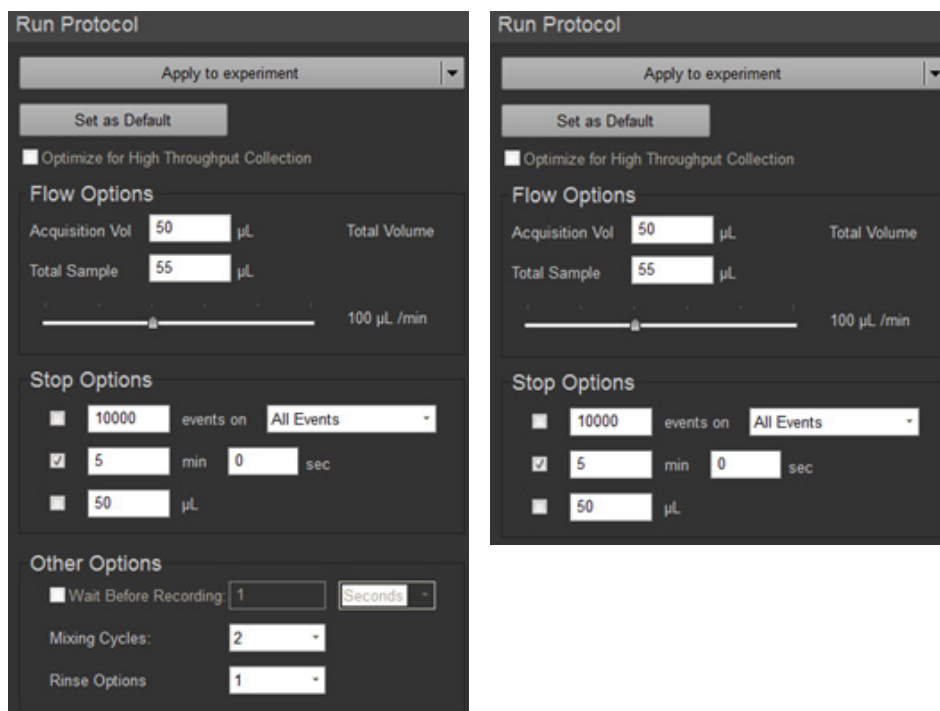 Run Protocol
Apply to experiment
Set as Default
Optimize for High Throughput Collection
Flow Options
Acquisition Vol 50 µL Total Volume
Total Sample 55 µL
100 µL /min
Stop Options
10000 events on All Events
5 min 0 sec
50 µL
Other Options
Wait Before Recording: 1 Seconds
Mixing Cycles: 2
Rinse Options 1
Run Protocol
Apply to experiment
Set as Default
Optimize for High Throughput Collection
Flow Options
Acquisition Vol 50 µL Total Volume
Total Sample 55 µL
100 µL /min
Stop Options
10000 events on All Events
5 min 0 sec
50 µL